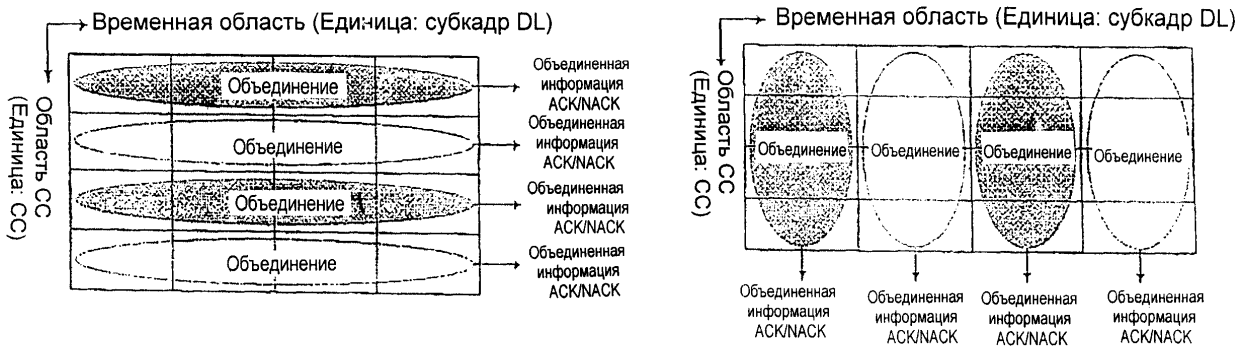 Временная область (Единица: субкадр DL)
Область CC
(Единица: CC)
Объединение
Объединенная
информация
ACK/NACK
Объединение
Объединенная
информация
ACK/NACK
Объединение
Объединенная
информация
ACK/NACK
Объединение
Объединенная
информация
ACK/NACK
Временная область (Единица: субкадр DL)
Область CC
(Единица: CC)
Объединение
Объединение
Объединение
Объединение
Объединенная
информация
ACK/NACK
Объединенная
информация
ACK/NACK
Объединенная
информация
ACK/NACK
Объединенная
информация
ACK/NACK